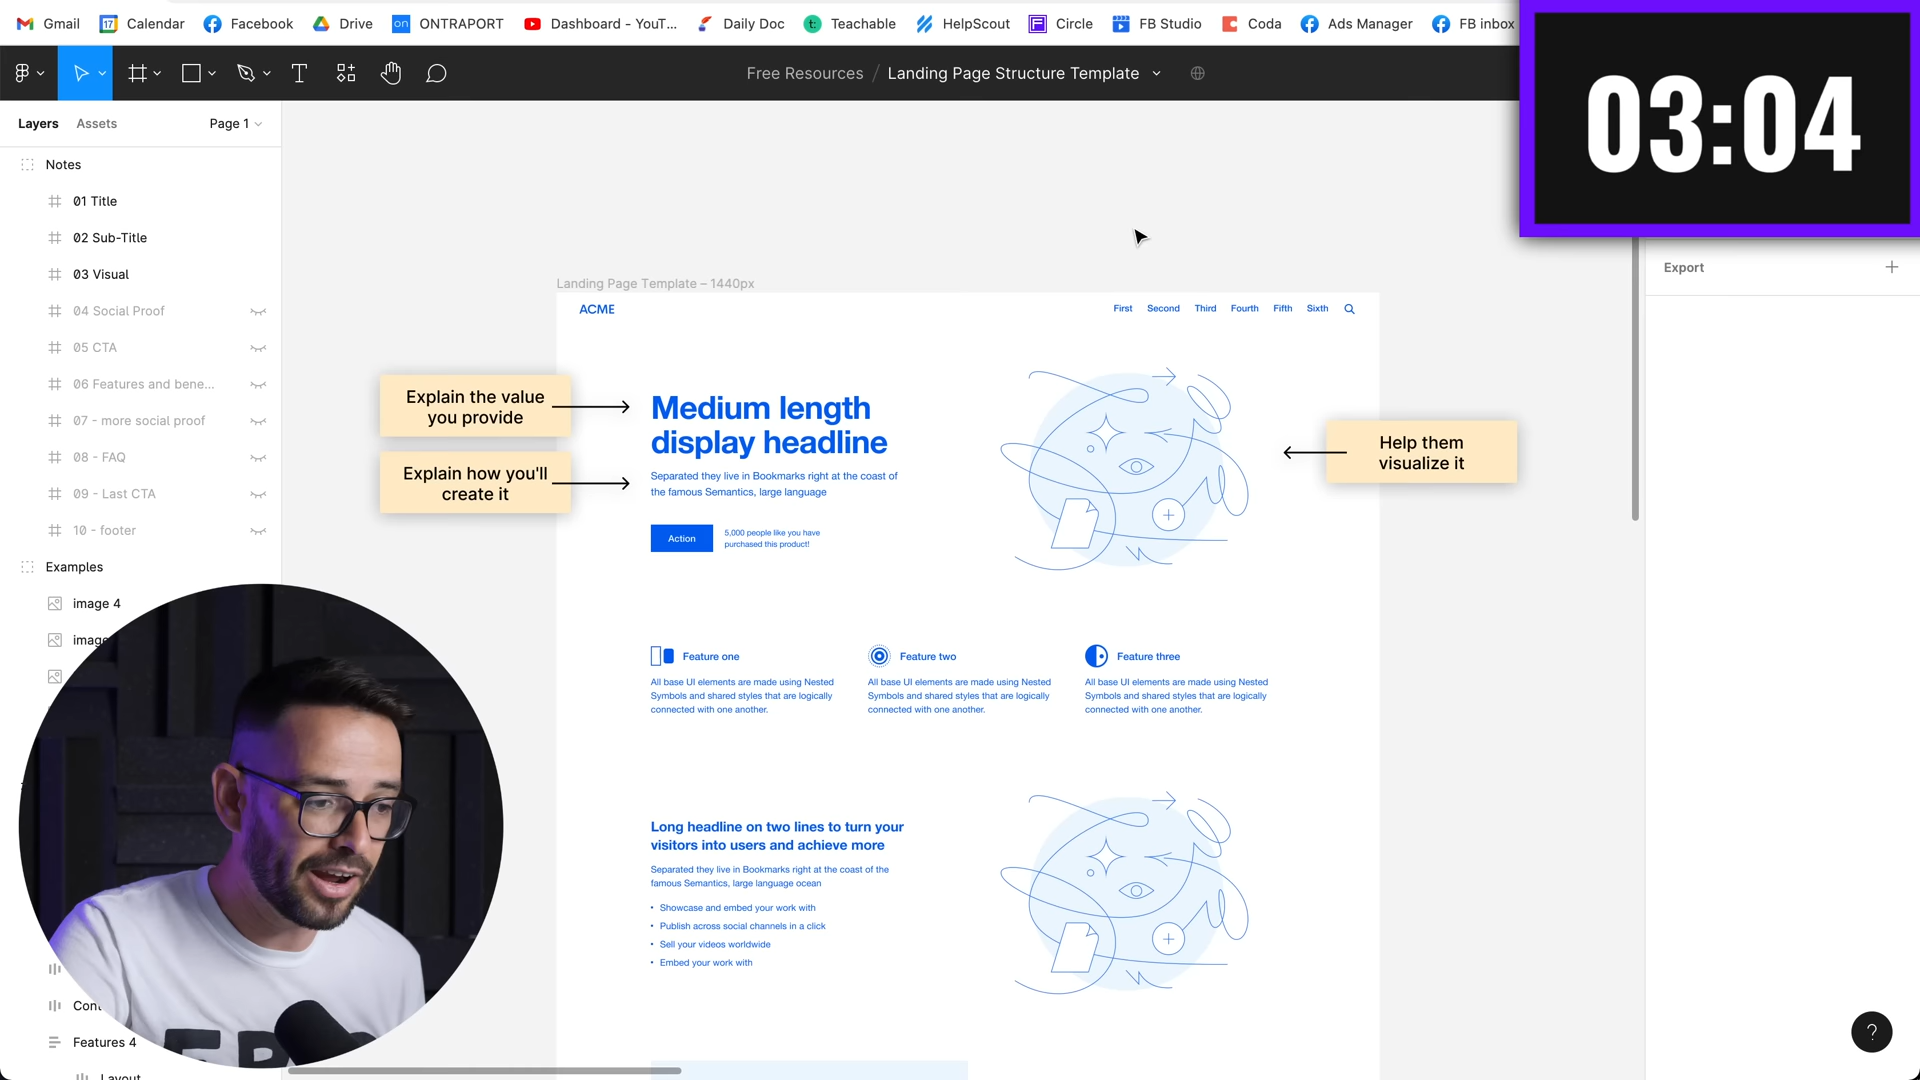 Gmail
Calendar
Facebook
Drive
on ONTRAPORT
Dashboard - YouT...
Daily Doc
Teachable
HelpScout
Circle
FB Studio
Coda
Ads Manager
FB inbox
03:04
Free Resources / Landing Page Structure Template
Layers Assets Page 1
Notes
01 Title
02 Sub-Title
03 Visual
04 Social Proof
05 CTA
06 Features and bene...
07 - more social proof
08 - FAQ
09 - Last CTA
10 - footer
Examples
image 4
Features 4
Layout
Export
Landing Page Template – 1440px
ACME
First Second Third Fourth Fifth Sixth
Explain the value
you provide
Explain how you'll
create it
Medium length
display headline
Separated they live in Bookmarks right at the coast of
the famous Semantics, large language
Action
5,000 people like you have
purchased this product!
Help them
visualize it
Feature one
All base UI elements are made using Nested
Symbols and shared styles that are logically
connected with one another.
Feature two
All base UI elements are made using Nested
Symbols and shared styles that are logically
connected with one another.
Feature three
All base UI elements are made using Nested
Symbols and shared styles that are logically
connected with one another.
Long headline on two lines to turn your
visitors into users and achieve more
Separated they live in Bookmarks right at the coast of the
famous Semantics, large language ocean
• Showcase and embed your work with
• Publish across social channels in a click
• Sell your videos worldwide
• Embed your work with
?